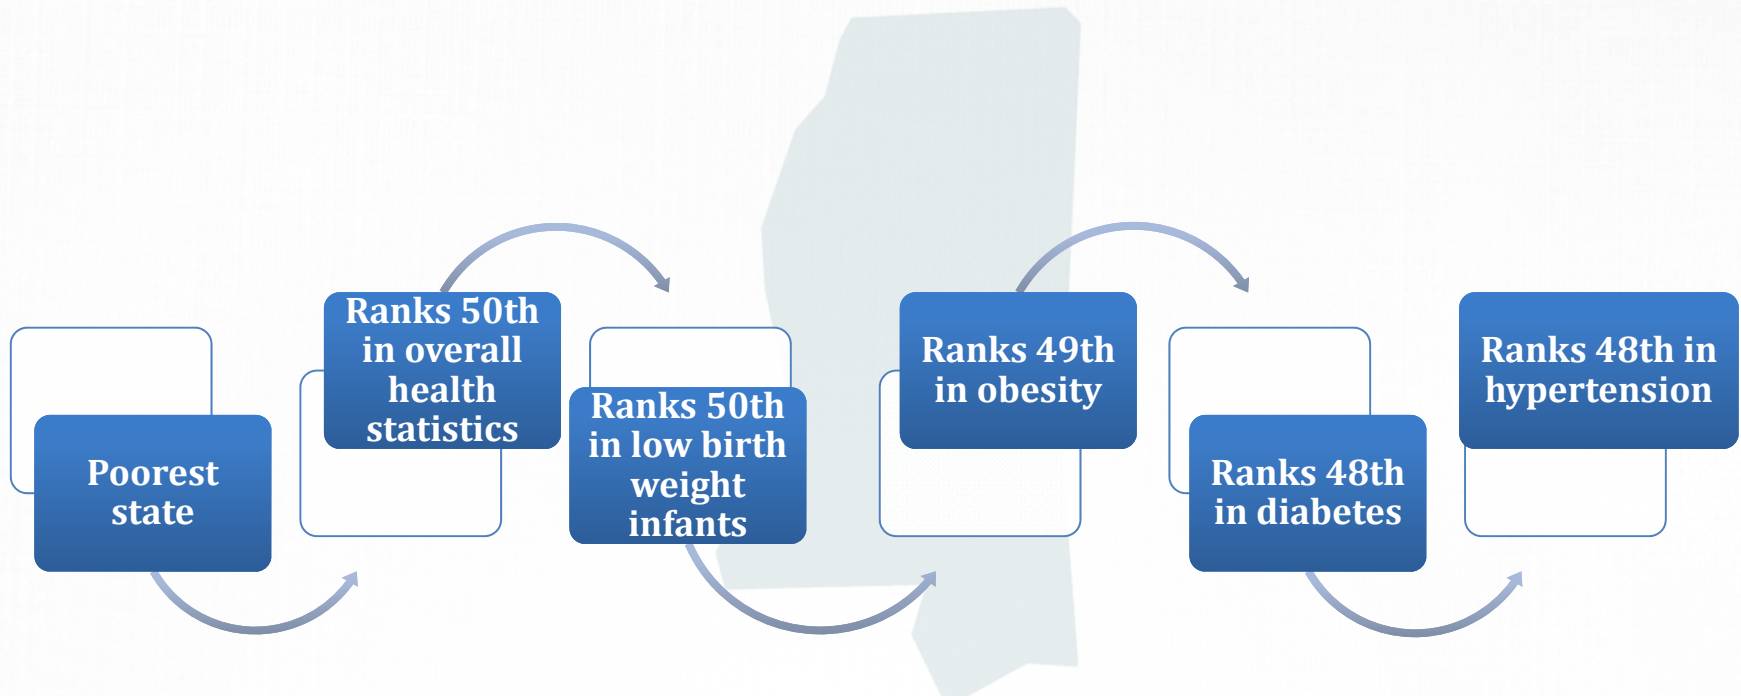 Poorest
state
Ranks 50th
in overall
health
statistics
Ranks 50th
in low birth
weight
infants
Ranks 49th
in obesity
Ranks 48th
in diabetes
Ranks 48th in
hypertension